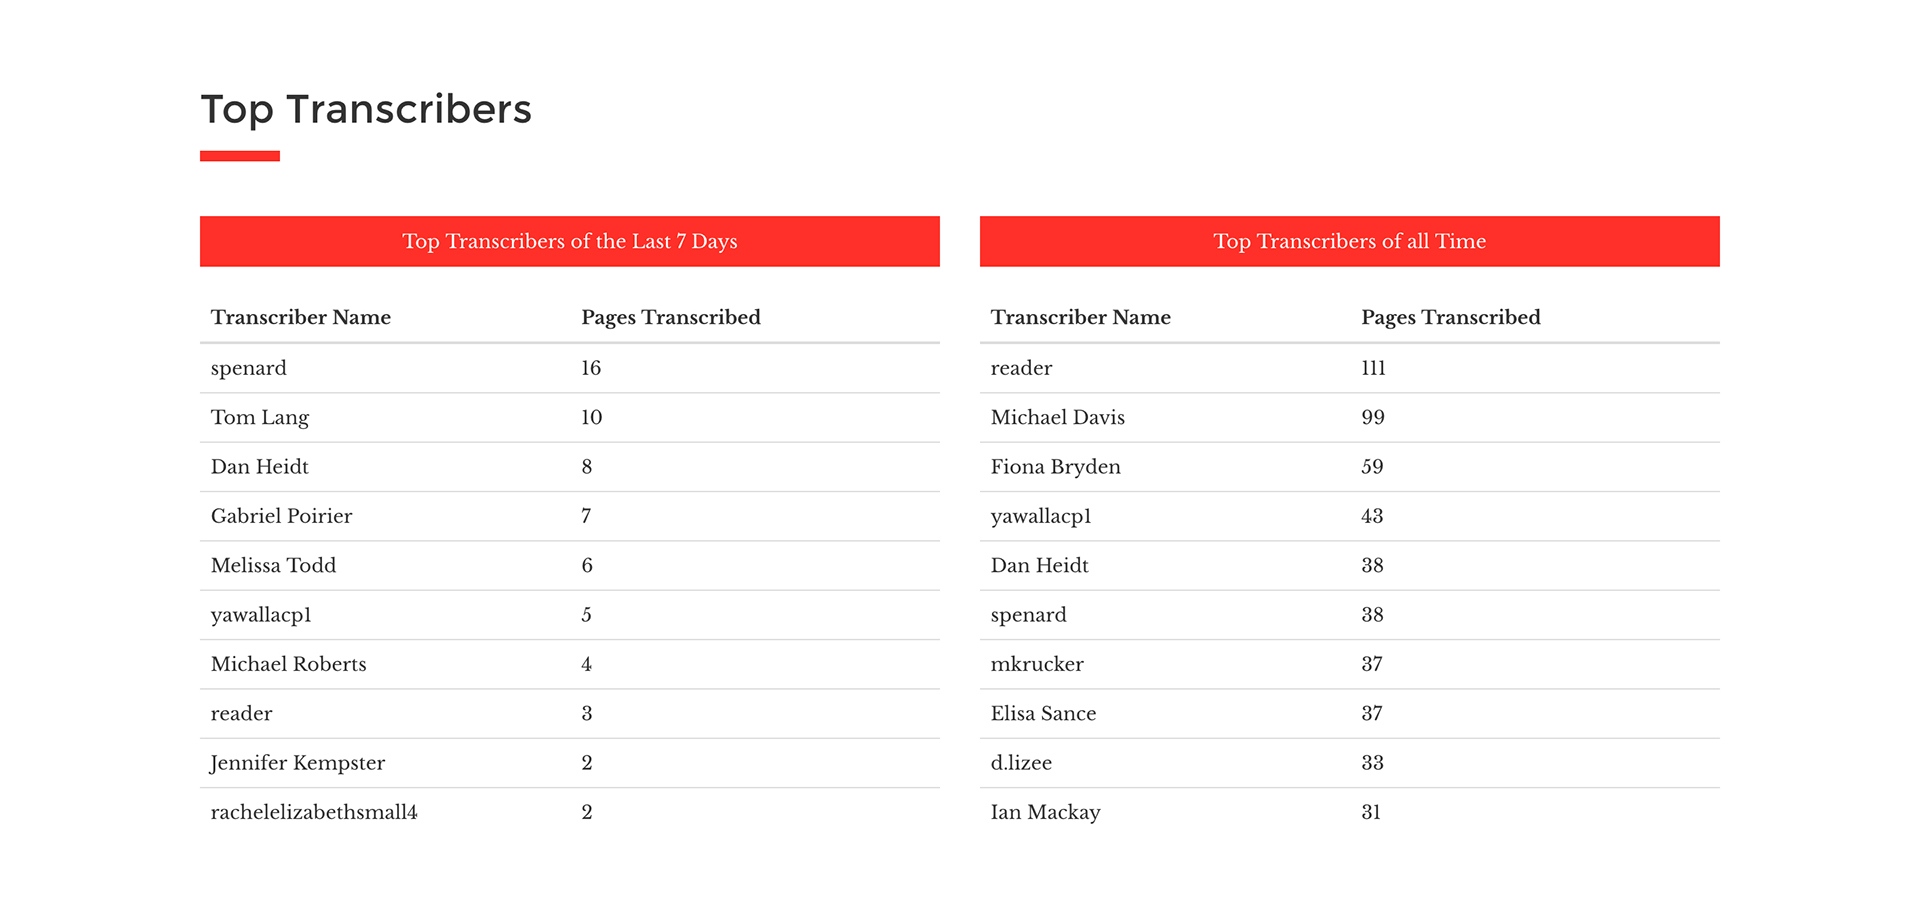 Top Transcribers
Top Transcribers of the Last 7 Days
Transcriber Name Pages Transcribed
spenard 16
Tom Lang 10
Dan Heidt 8
Gabriel Poirier 7
Melissa Todd 6
yawallacp1 5
Michael Roberts 4
reader 3
Jennifer Kempster 2
rachelelizabethsmall4 2
Top Transcribers of all Time
Transcriber Name Pages Transcribed
reader 111
Michael Davis 99
Fiona Bryden 59
yawallacp1 43
Dan Heidt 38
spenard 38
mkrucker 37
Elisa Sance 37
d.lizee 33
Ian Mackay 31